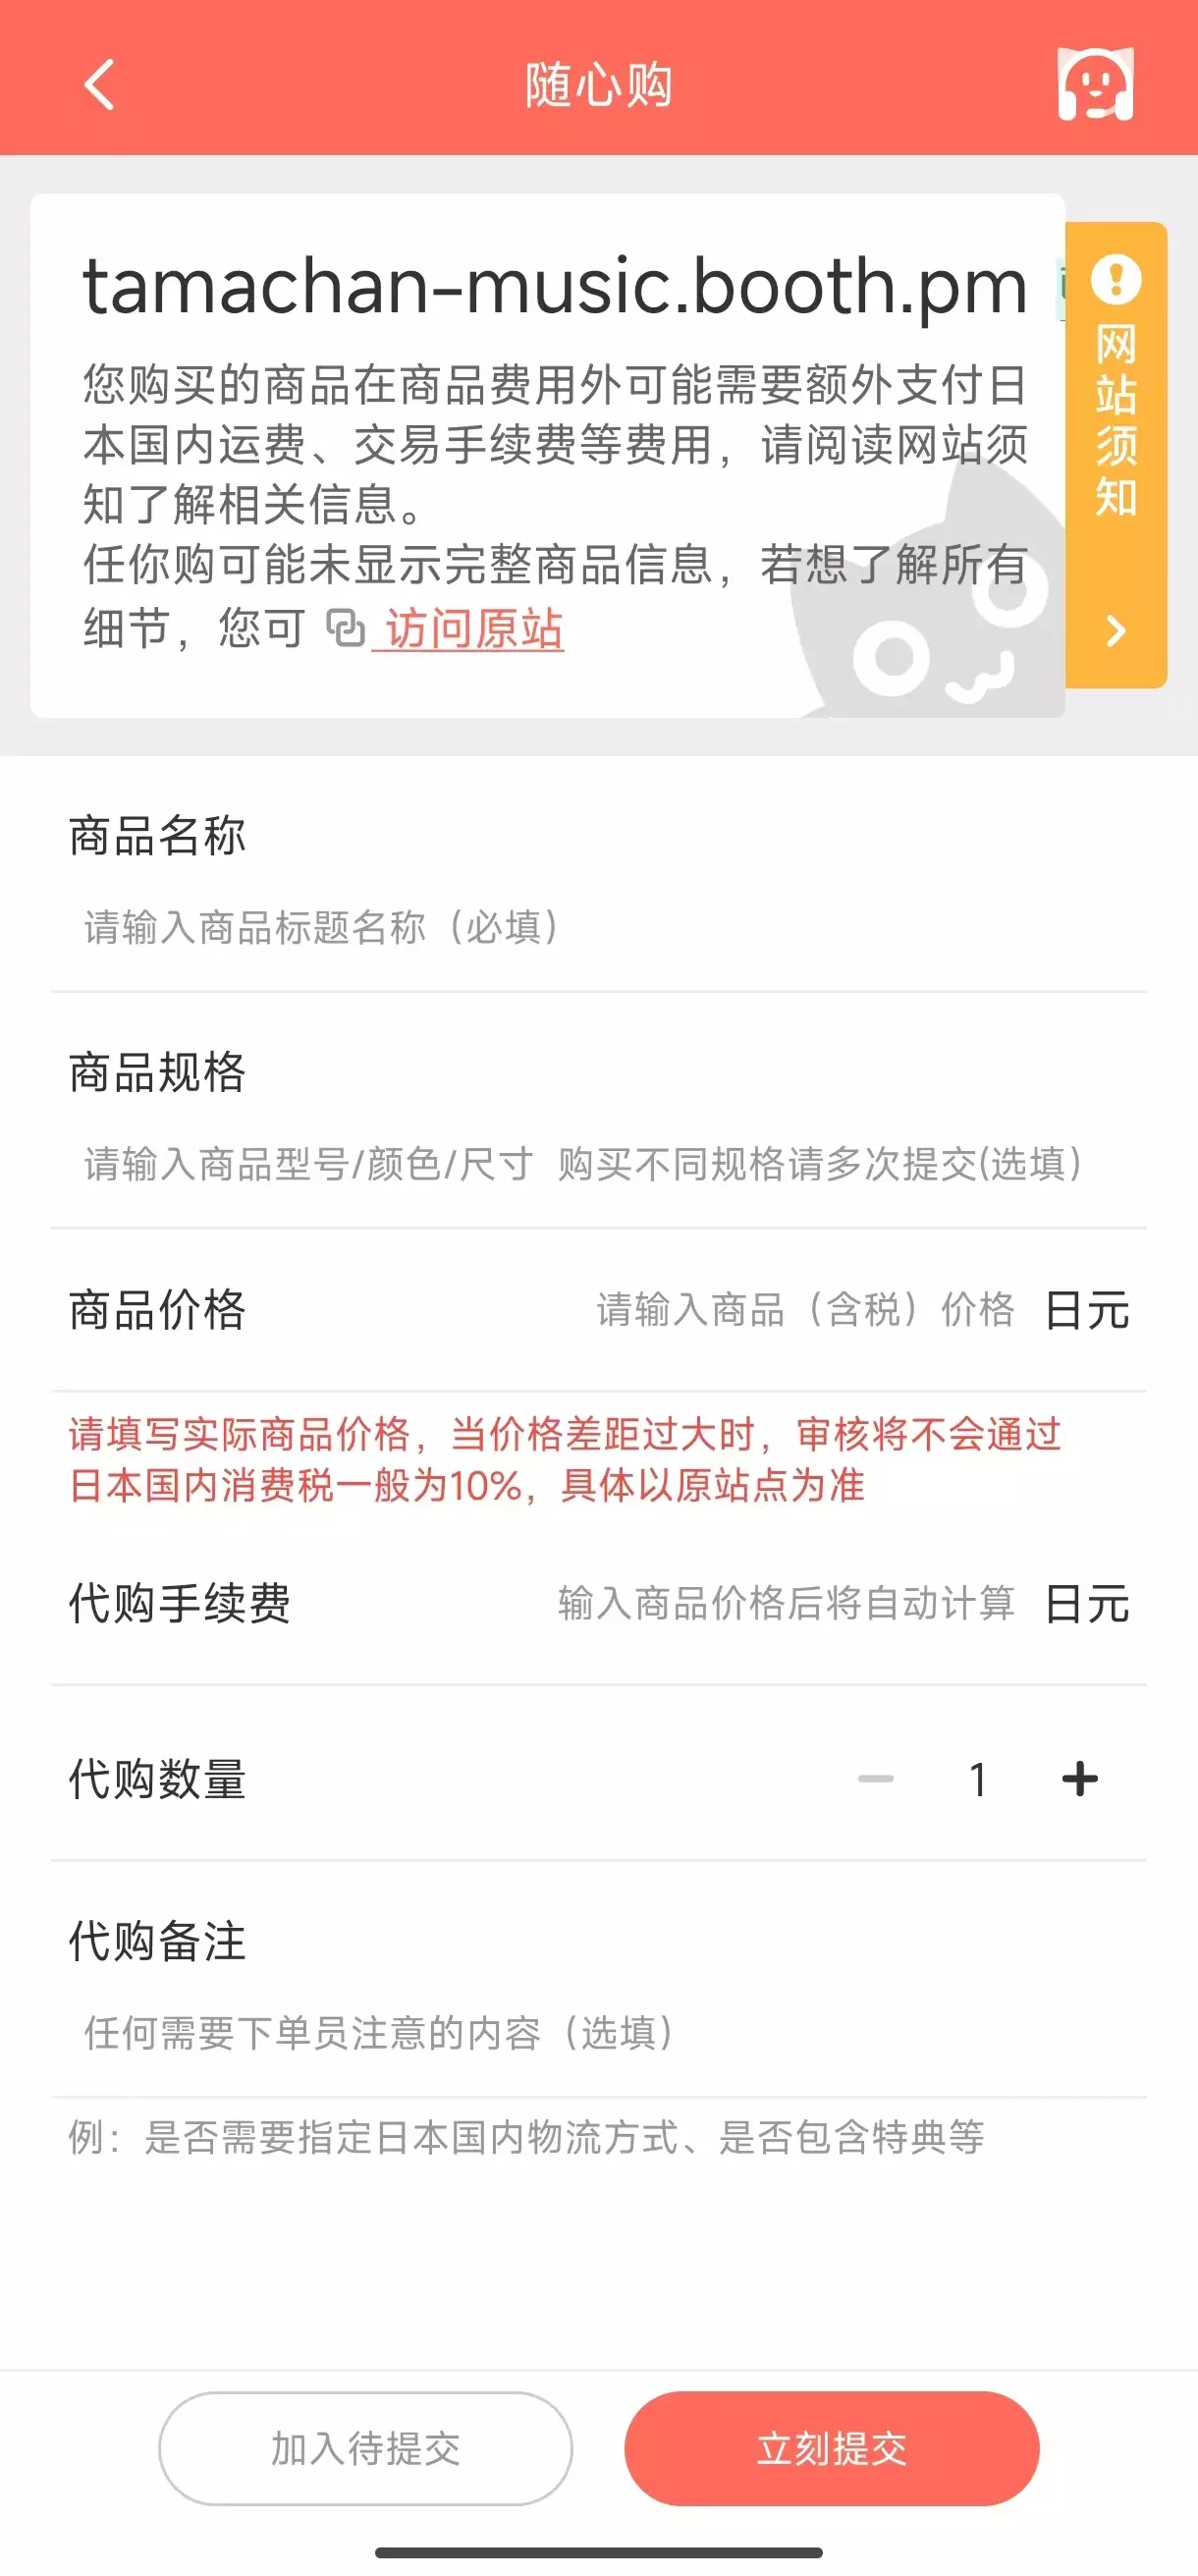 随心购
tamachan-music.booth.pm
您购买的商品在商品费用外可能需要额外支付日
本国内运费、交易手续费等费用，请阅读网站须
知了解相关信息。
任你购可能未显示完整商品信息，若想了解所有
细节，您可 访问原站
网站须知
商品名称
请输入商品标题名称（必填）
商品规格
请输入商品型号/颜色/尺寸 购买不同规格请多次提交(选填)
商品价格 请输入商品（含税）价格 日元
请填写实际商品价格，当价格差距过大时，审核将不会通过
日本国内消费税一般为10%，具体以原站点为准
代购手续费 输入商品价格后将自动计算 日元
代购数量 1
代购备注
任何需要下单员注意的内容（选填）
例：是否需要指定日本国内物流方式、是否包含特典等
加入待提交 立刻提交